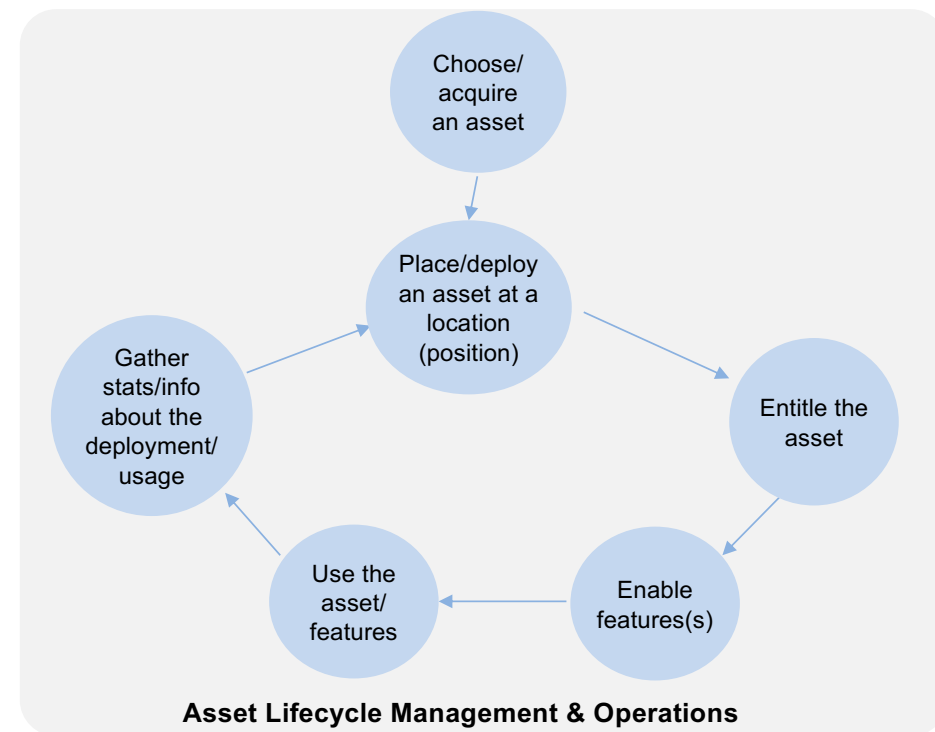 Choose/
acquire
an asset
Place/deploy
an asset at a
location
(position)
Entitle the
asset
Enable
features(s)
Use the
asset/
features
Gather
stats/info
about the
deployment/
usage
Asset Lifecycle Management & Operations